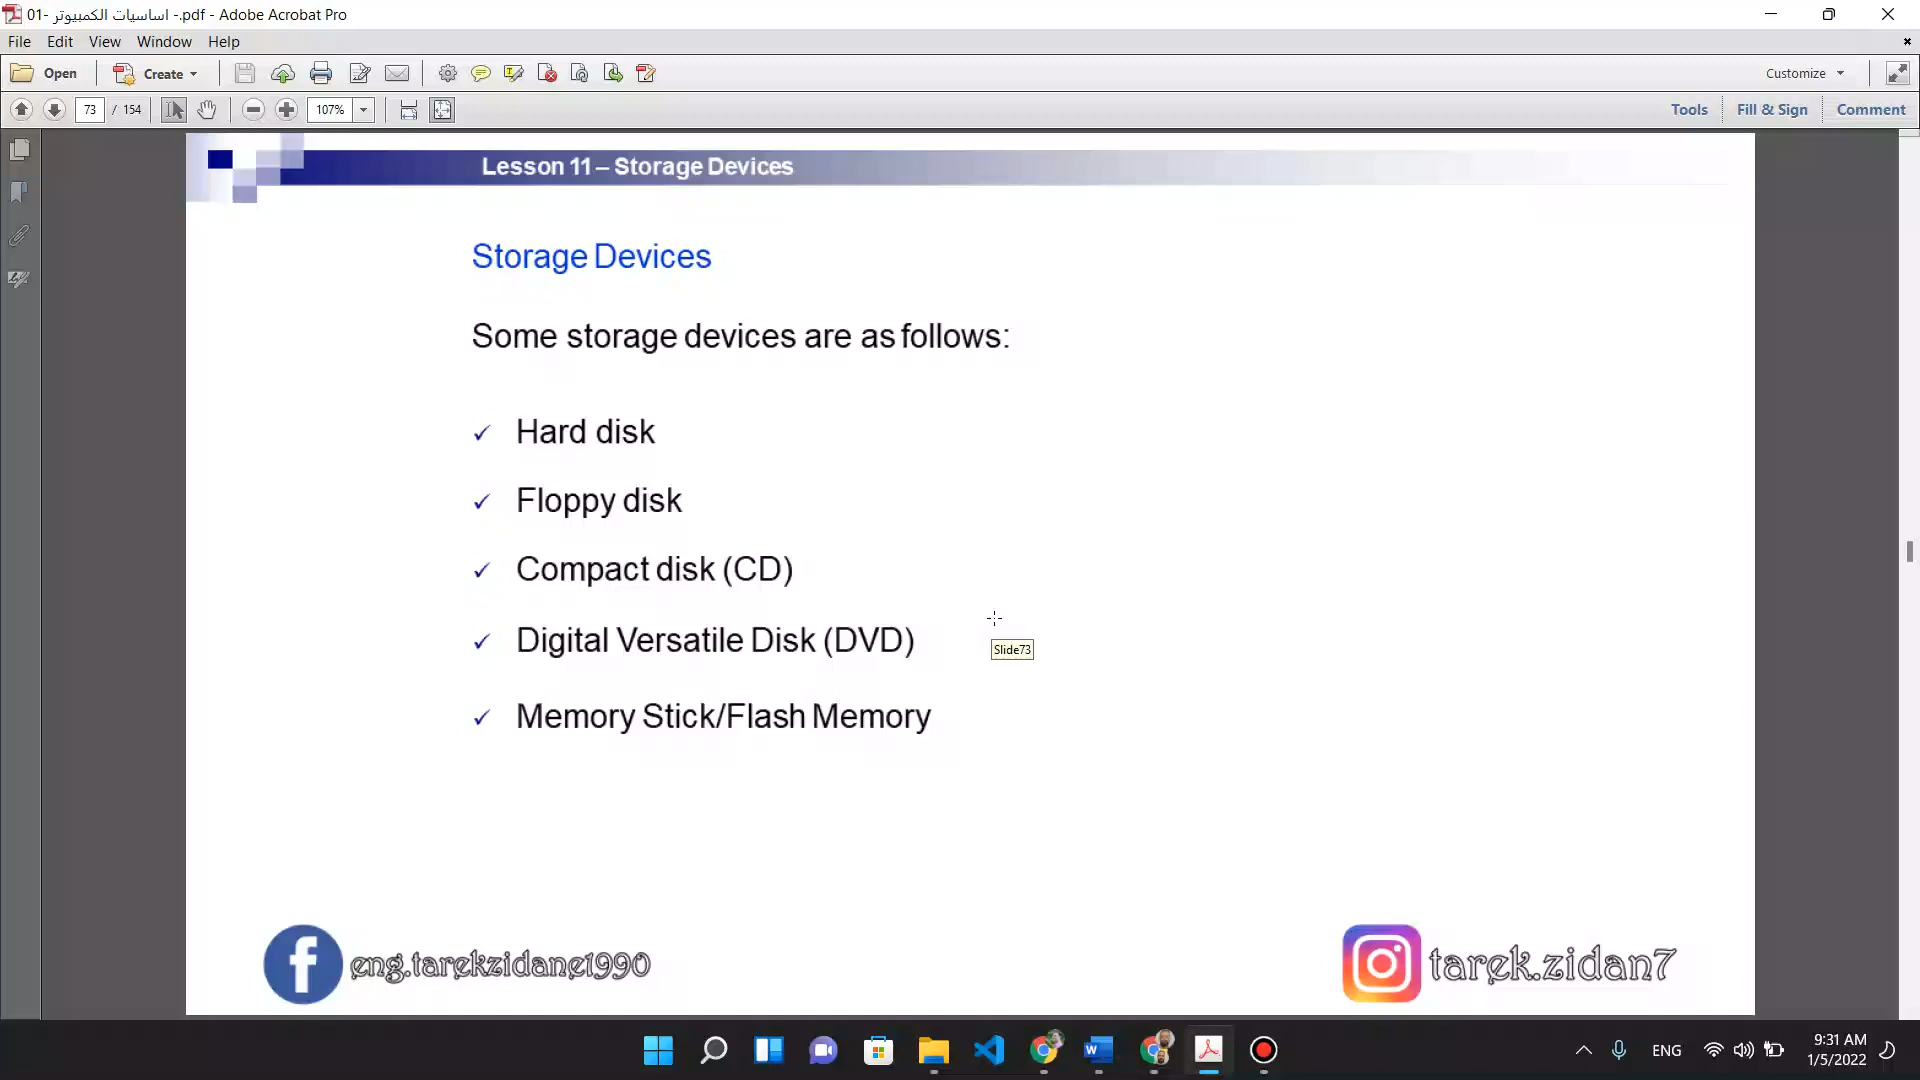 01- اساسيات الكمبيوتر -.pdf - Adobe Acrobat Pro
File Edit View Window Help
Open Create Customize
73 / 154 107% Tools Fill & Sign Comment
Lesson 11 – Storage Devices
Storage Devices
Some storage devices are as follows:
✓ Hard disk
✓ Floppy disk
✓ Compact disk (CD)
✓ Digital Versatile Disk (DVD)
Slide73
✓ Memory Stick/Flash Memory
eng.tarekzidane1990 tarek.zidan7
ENG 9:31 AM
1/5/2022